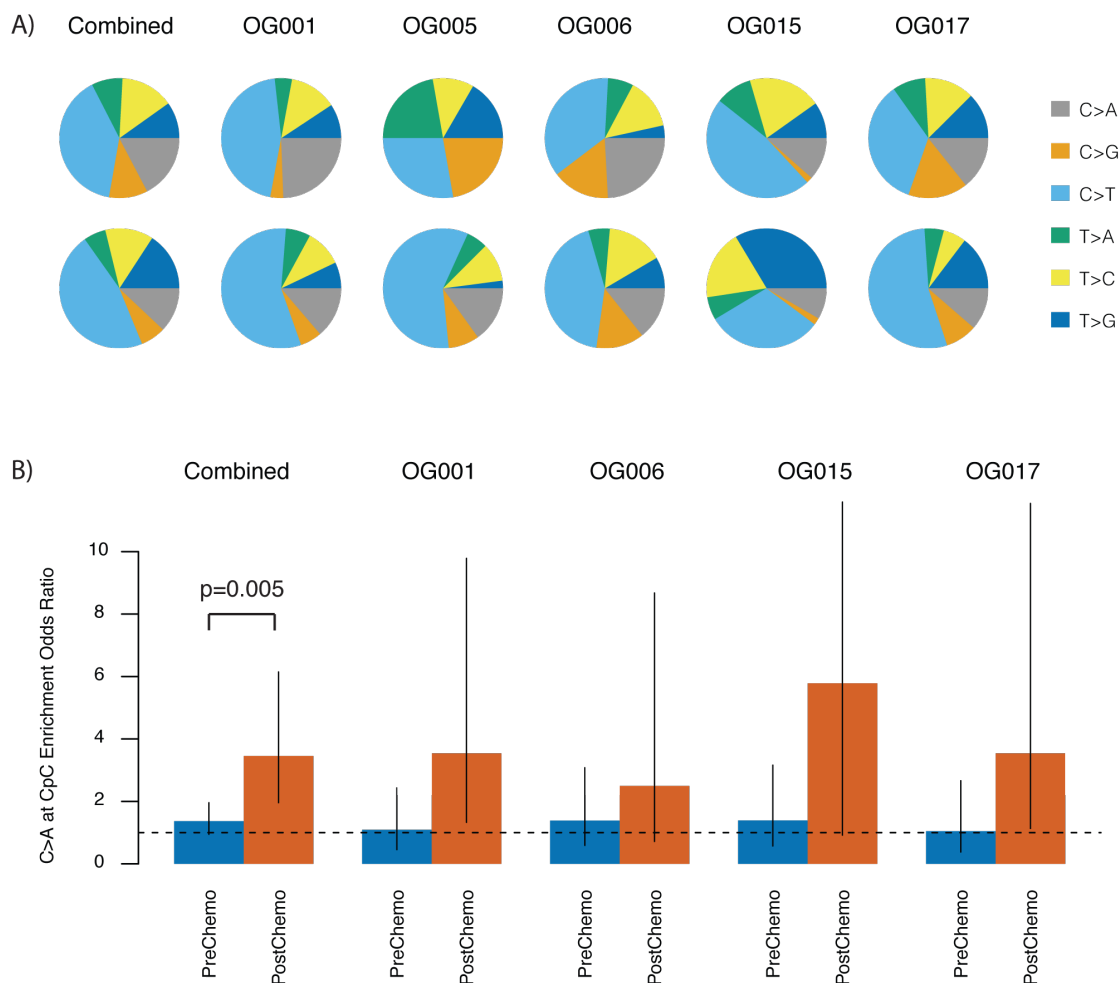 A)
Combined OG001 OG005 OG006 OG015 OG017
C>A
C>G
C>T
T>A
T>C
T>G
B)
Combined OG001 OG006 OG015 OG017
C>A at CpC Enrichment Odds Ratio
10
8
6
4
2
0
p=0.005
PreChemo PostChemo PreChemo PostChemo PreChemo PostChemo PreChemo PostChemo PreChemo PostChemo